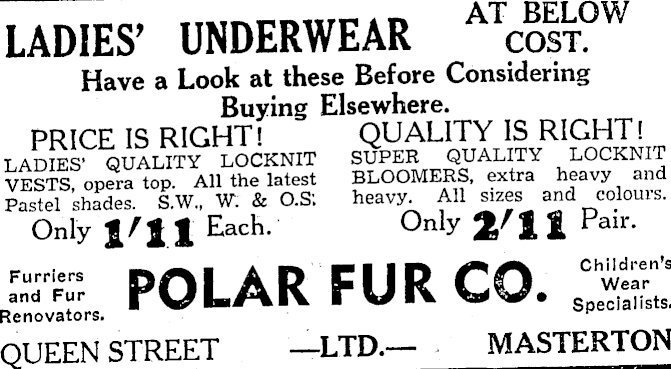 LADIES' UNDERWEAR
AT BELOW
COST.
Have a Look at these Before Considering
Buying Elsewhere.
PRICE IS RIGHT!
LADIES' QUALITY LOCKNIT
VESTS, opera top. All the latest
Pastel shades. S.W., W. & O.S.
Only 1'11 Each.
QUALITY IS RIGHT!
SUPER QUALITY LOCKNIT
BLOOMERS, extra heavy and
heavy. All sizes and colours.
Only 2'11 Pair.
Furriers
and Fur
Renovators.
POLAR FUR CO.
Children's
Wear
Specialists.
QUEEN STREET —LTD.— MASTERTON